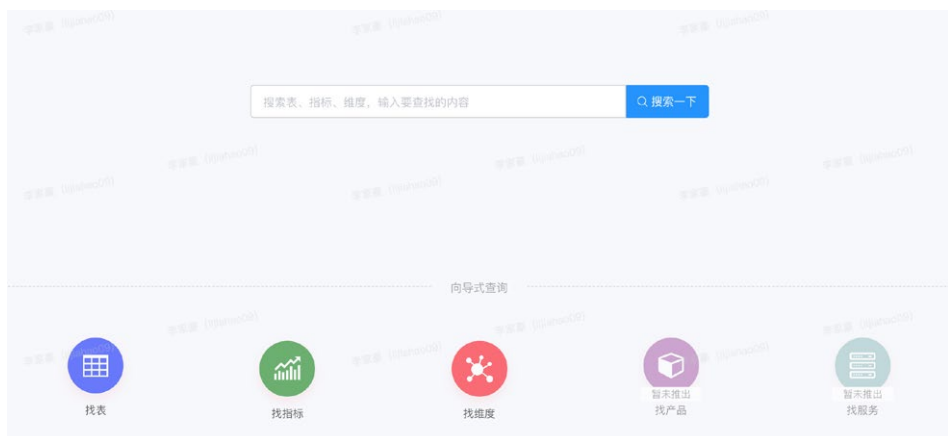 搜索表、指标、维度，输入要查找的内容
搜索一下
向导式查询
找表
找指标
找维度
暂未推出
找产品
暂未推出
找服务